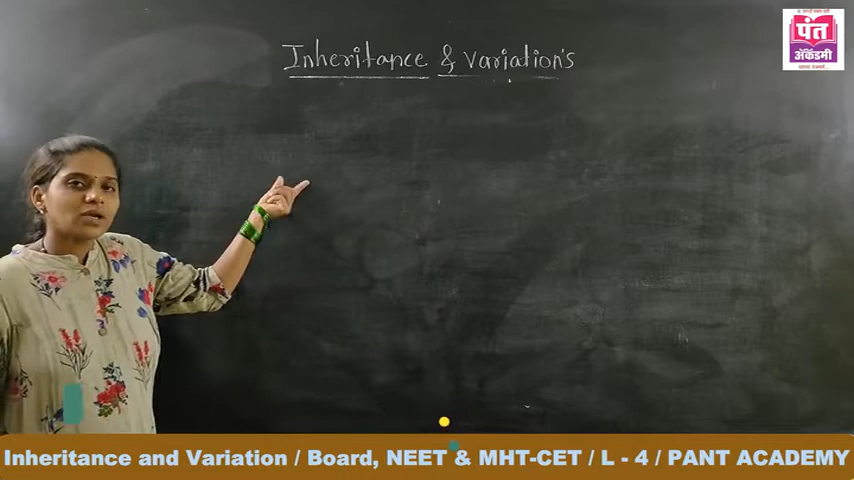 Inheritance & Variation's
पंत
अ‍ॅकॅडमी
Inheritance and Variation / Board, NEET & MHT-CET / L - 4 / PANT ACADEMY